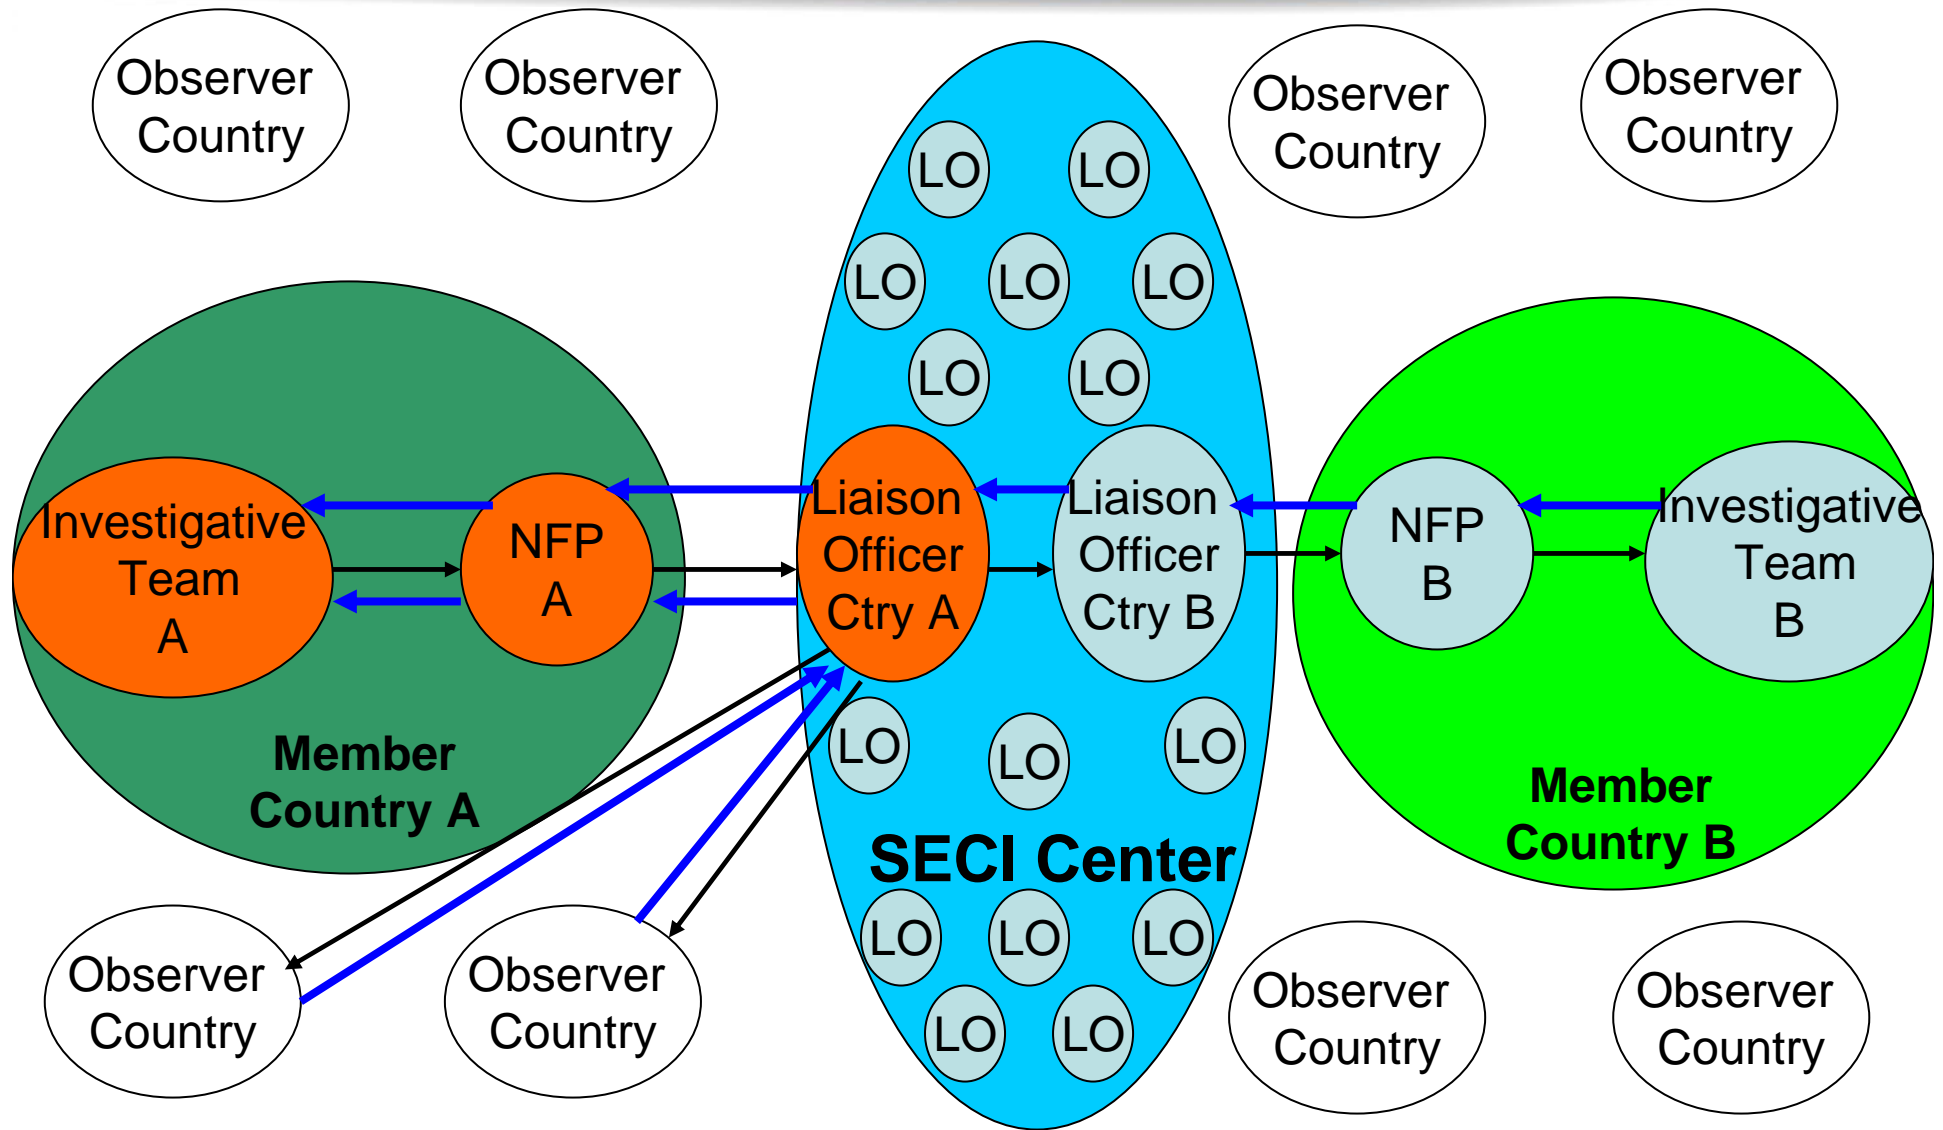 Observer
Country
Observer
Country
Observer
Country
Observer
Country
LO
LO
LO
LO
LO
LO
LO
Investigative
Team
A
NFP
A
Liaison
Officer
Ctry A
Liaison
Officer
Ctry B
NFP
B
Investigative
Team
B
Member
Country A
LO
LO
LO
Member
Country B
SECI Center
LO
LO
LO
LO
LO
Observer
Country
Observer
Country
Observer
Country
Observer
Country